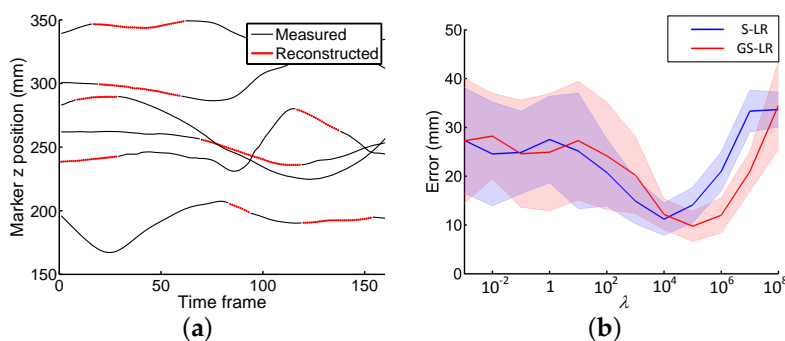 350
300
250
200
150
Marker z position (mm)
Measured
Reconstructed
0
50
100
150
Time frame
(a)
50
40
30
20
10
0
Error (mm)
S-LR
GS-LR
10^-2
1
10^2
10^4
10^6
10^8
λ
(b)